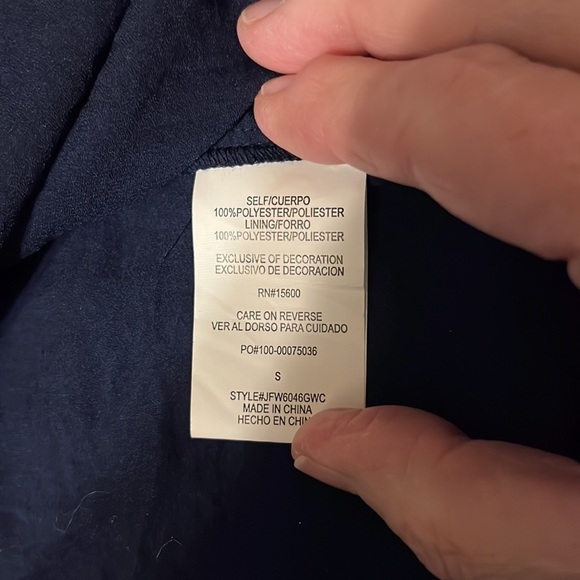 SELF/CUERPO
100%POLYESTER/POLIESTER
LINING/FORRO
100%POLYESTER/POLIESTER
EXCLUSIVE OF DECORATION
EXCLUSIVO DE DECORACION
RN#15600
CARE ON REVERSE
VER AL DORSO PARA CUIDADO
PO#100-00075036
S
STYLE#JFW6046GWC
MADE IN CHINA
HECHO EN CHIN